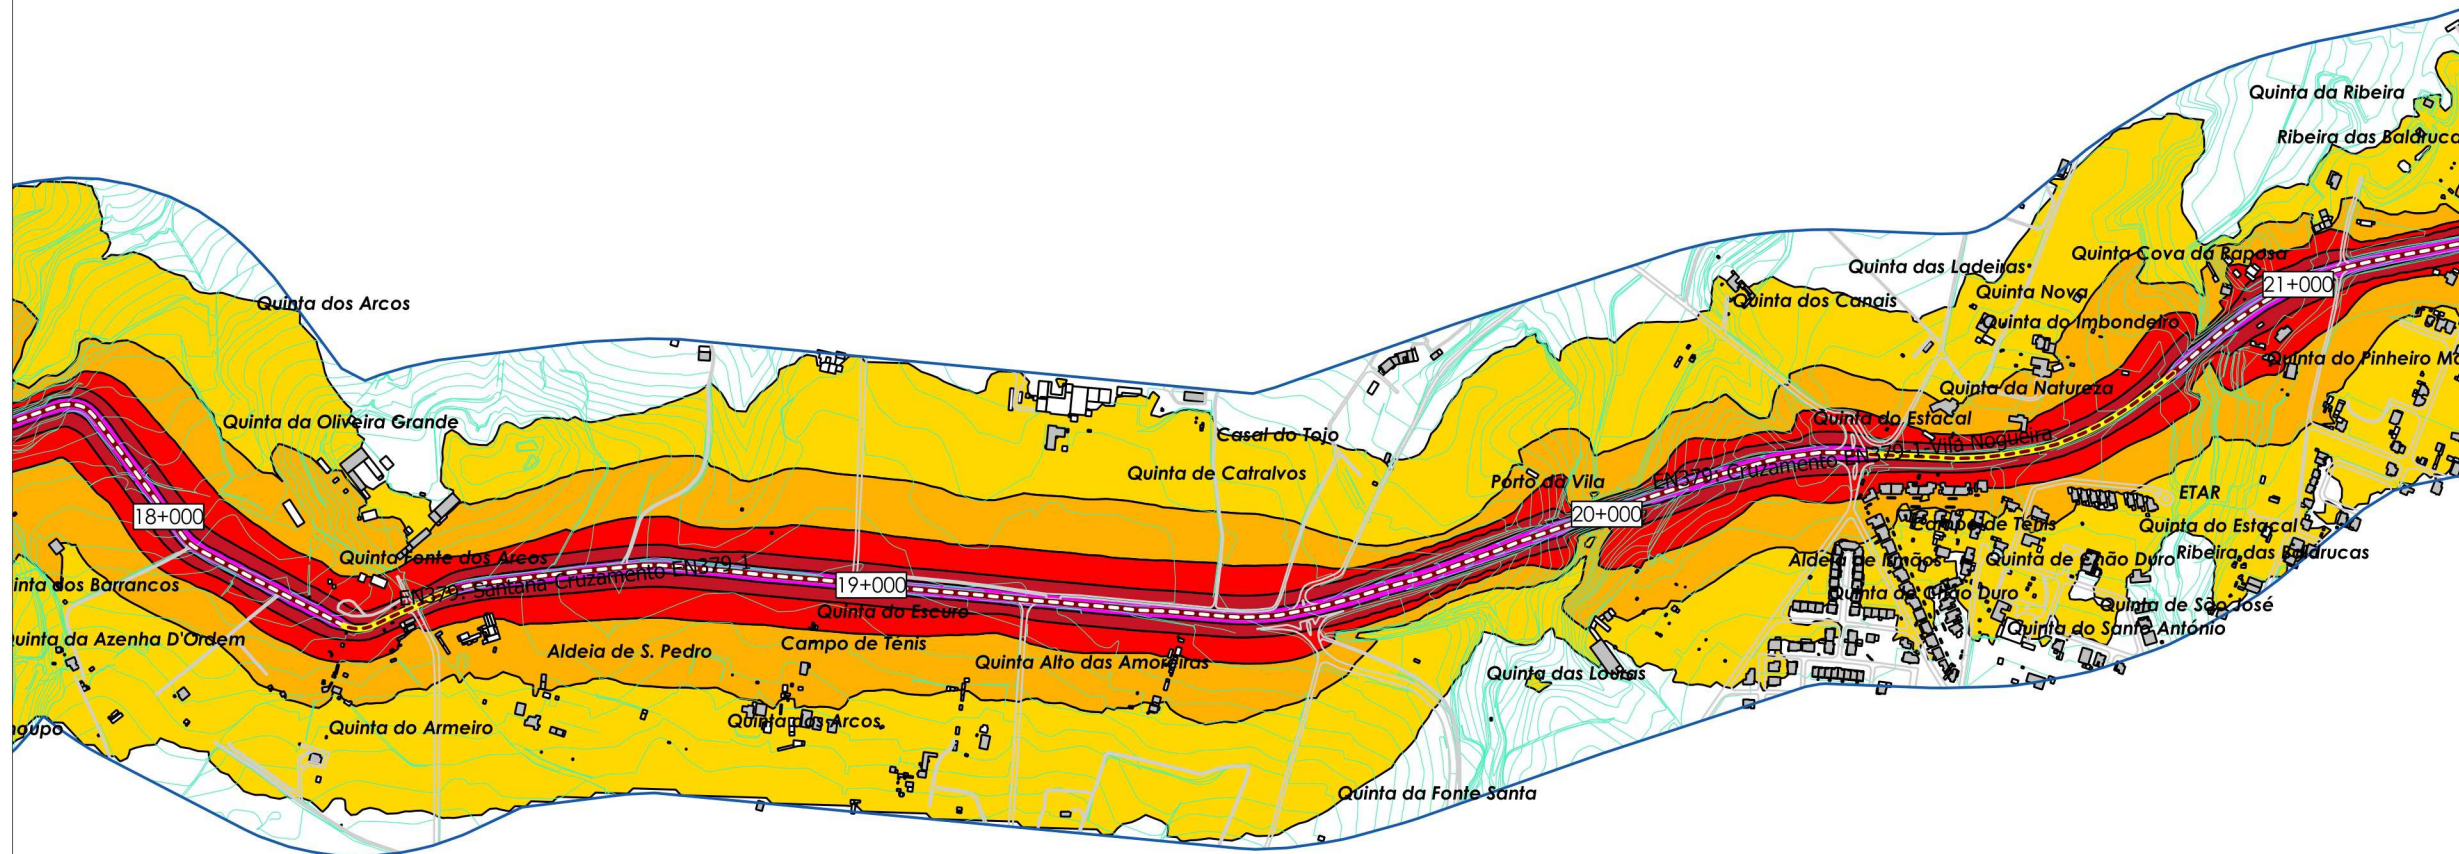 Quinta da Ribeira
Quinta Cova da Raposa
Quinta das Ladeiras
21+000
Quinta Nova
Quinta dos Canais
Quinta dos Arcos
Quinta do Imbondeiro
Quinta do Pinheiro
Quinta da Natureza
Quinta do Estacal
Quinta da Oliveira Grande
Casal do Tojo
EN379: Cruzamento EN379-1-Vila Nogueira
Quinta de Catralvos
Porto da Vila
ETAR
18+000
20+000
Campo de Ténis
Quinta do Estacal
Quinta Fonte dos Arcos
Ribeira das Baldrucas
Aldeia de Irmãos
Quinta de Chão Duro
EN379: Santana-Cruzamento EN379-1
19+000
inta dos Barrancos
Quinta de Chão Duro
Quinta de São José
Quinta do Escuro
Quinta do Santo António
uinta da Azenha D'Ordem
Campo de Ténis
Aldeia de S. Pedro
Quinta Alto das Amoreiras
Quinta das Loutas
Quinta dos Arcos
Quinta do Armeiro
oupo
Quinta da Fonte Santa